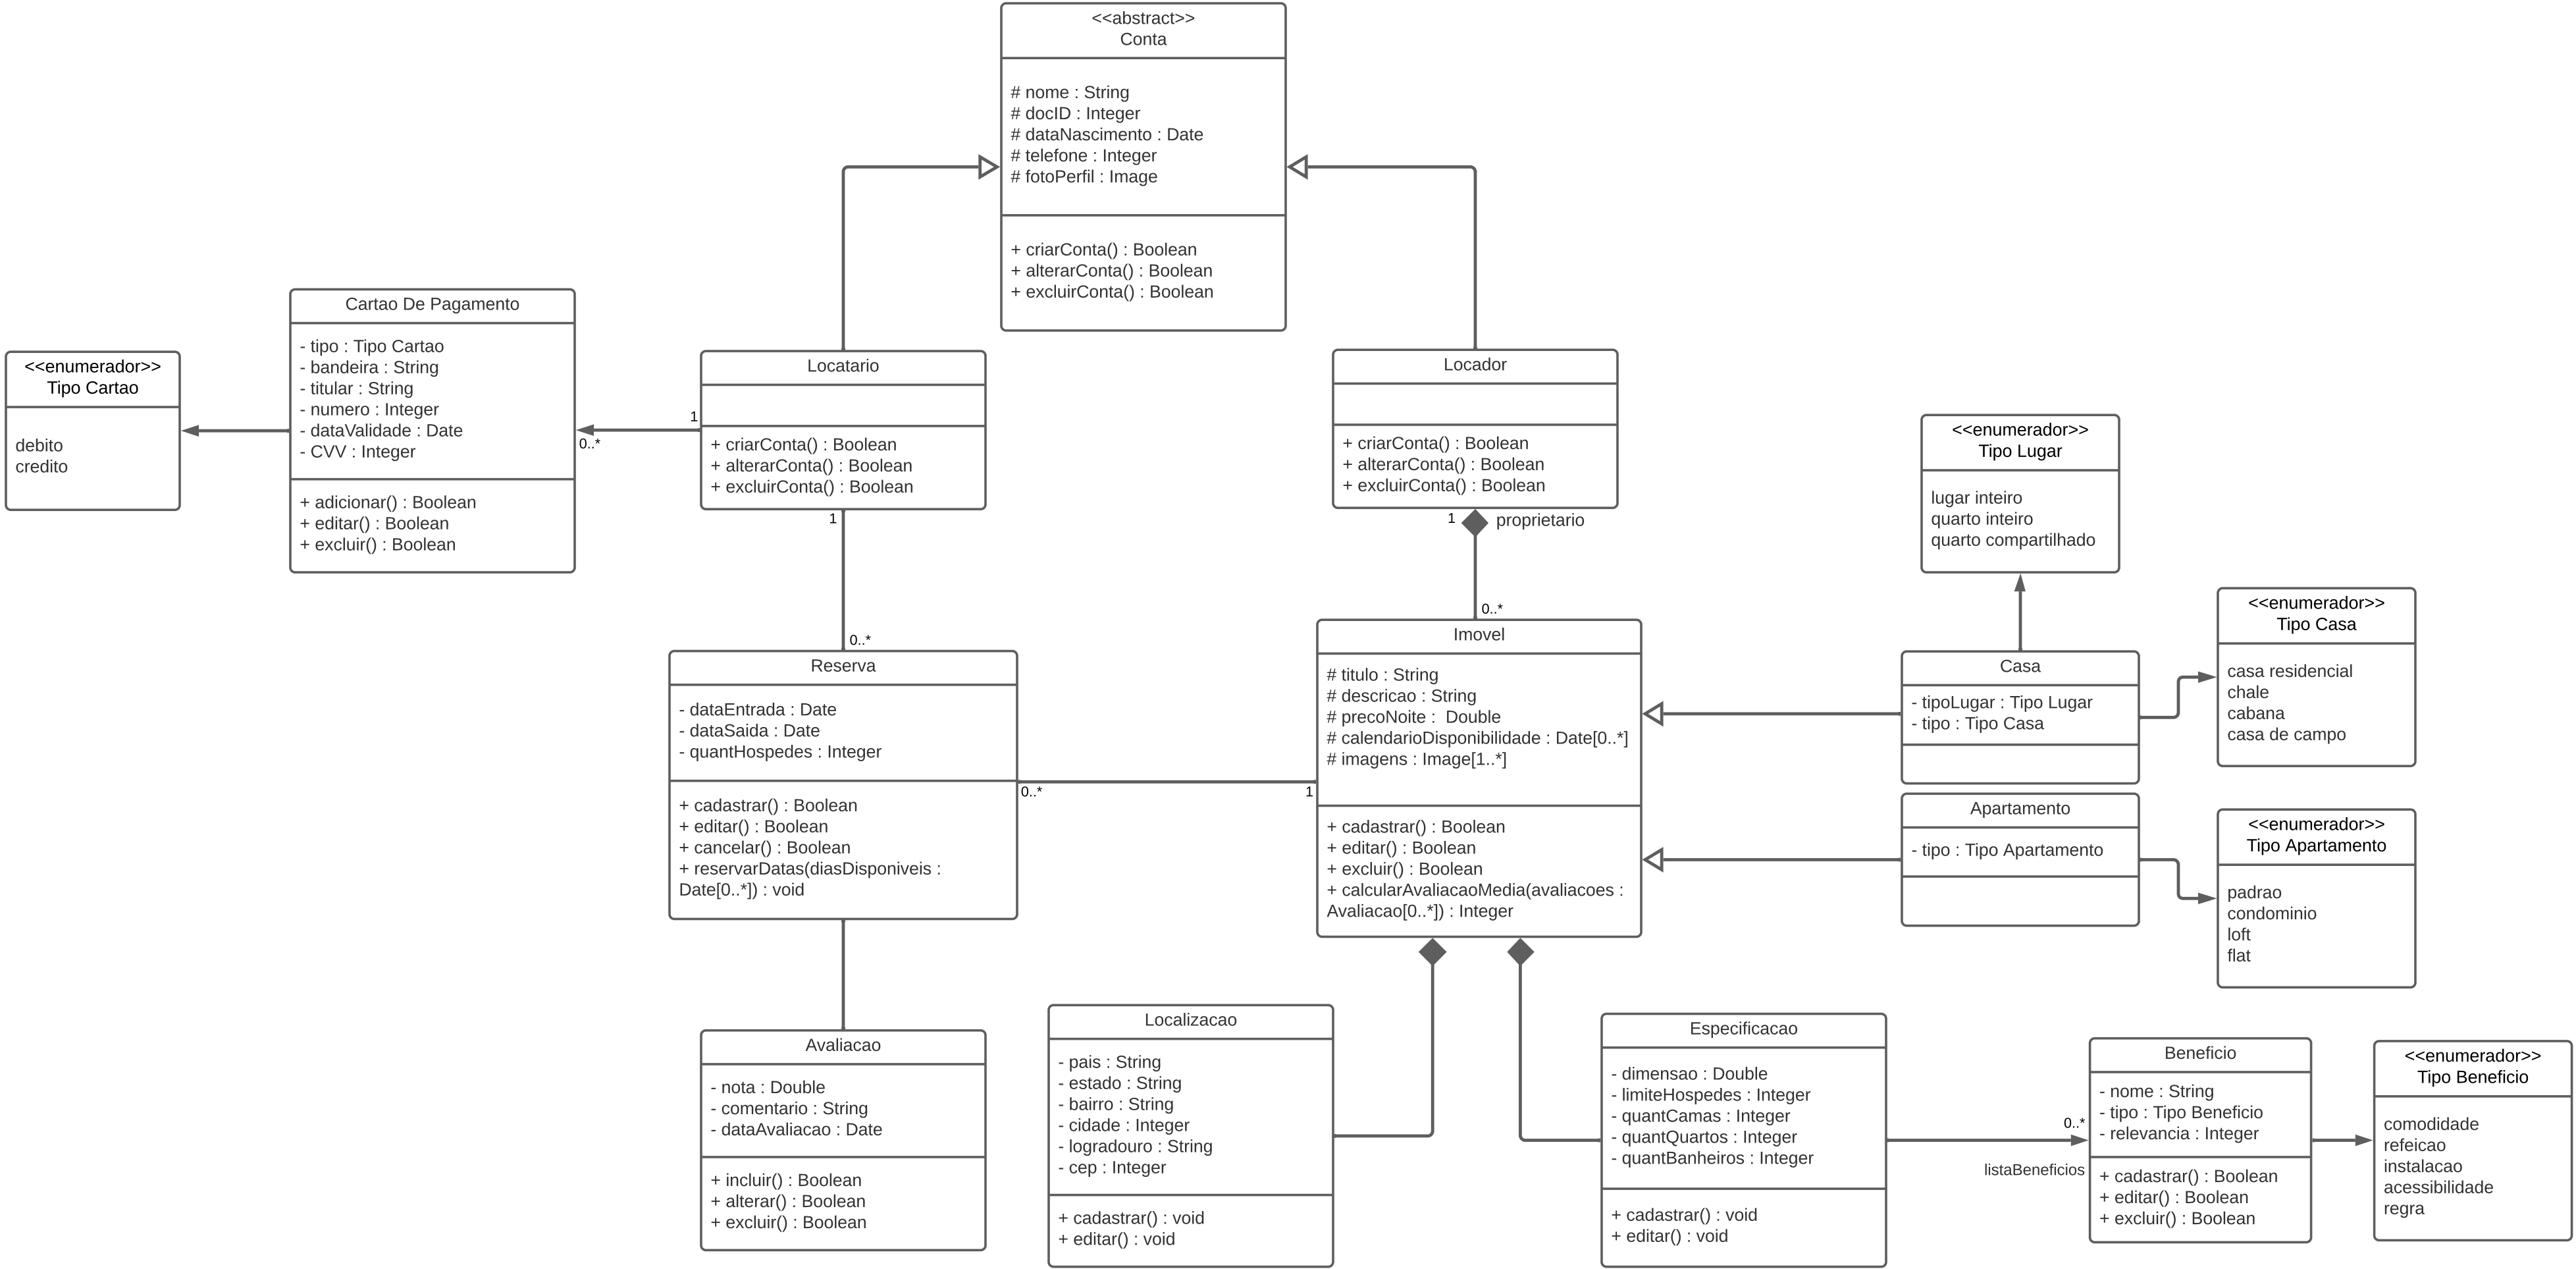 <<abstract>>
Conta
# nome : String
# docID : Integer
# dataNascimento : Date
# telefone : Integer
# fotoPerfil : Image
+ criarConta() : Boolean
+ alterarConta() : Boolean
+ excluirConta() : Boolean
<<enumerador>>
Tipo Cartao
debito
credito
Cartao De Pagamento
- tipo : Tipo Cartao
- bandeira : String
- titular : String
- numero : Integer
- dataValidade : Date
- CVV : Integer
+ adicionar() : Boolean
+ editar() : Boolean
+ excluir() : Boolean
0..*
1
Locatario
+ criarConta() : Boolean
+ alterarConta() : Boolean
+ excluirConta() : Boolean
1
0..*
Locador
+ criarConta() : Boolean
+ alterarConta() : Boolean
+ excluirConta() : Boolean
1
proprietario
0..*
<<enumerador>>
Tipo Lugar
lugar inteiro
quarto inteiro
quarto compartilhado
<<enumerador>>
Tipo Casa
casa residencial
chale
cabana
casa de campo
Reserva
- dataEntrada : Date
- dataSaida : Date
- quantHospedes : Integer
+ cadastrar() : Boolean
+ editar() : Boolean
+ cancelar() : Boolean
+ reservarDatas(diasDisponiveis :
Date[0..*]) : void
0..*
1
Imovel
# titulo : String
# descricao : String
# precoNoite :  Double
# calendarioDisponibilidade : Date[0..*]
# imagens : Image[1..*]
+ cadastrar() : Boolean
+ editar() : Boolean
+ excluir() : Boolean
+ calcularAvaliacaoMedia(avaliacoes :
Avaliacao[0..*]) : Integer
Casa
- tipoLugar : Tipo Lugar
- tipo : Tipo Casa
Apartamento
- tipo : Tipo Apartamento
<<enumerador>>
Tipo Apartamento
padrao
condominio
loft
flat
Avaliacao
- nota : Double
- comentario : String
- dataAvaliacao : Date
+ incluir() : Boolean
+ alterar() : Boolean
+ excluir() : Boolean
Localizacao
- pais : String
- estado : String
- bairro : String
- cidade : Integer
- logradouro : String
- cep : Integer
+ cadastrar() : void
+ editar() : void
Especificacao
- dimensao : Double
- limiteHospedes : Integer
- quantCamas : Integer
- quantQuartos : Integer
- quantBanheiros : Integer
+ cadastrar() : void
+ editar() : void
0..*
listaBeneficios
Beneficio
- nome : String
- tipo : Tipo Beneficio
- relevancia : Integer
+ cadastrar() : Boolean
+ editar() : Boolean
+ excluir() : Boolean
<<enumerador>>
Tipo Beneficio
comodidade
refeicao
instalacao
acessibilidade
regra